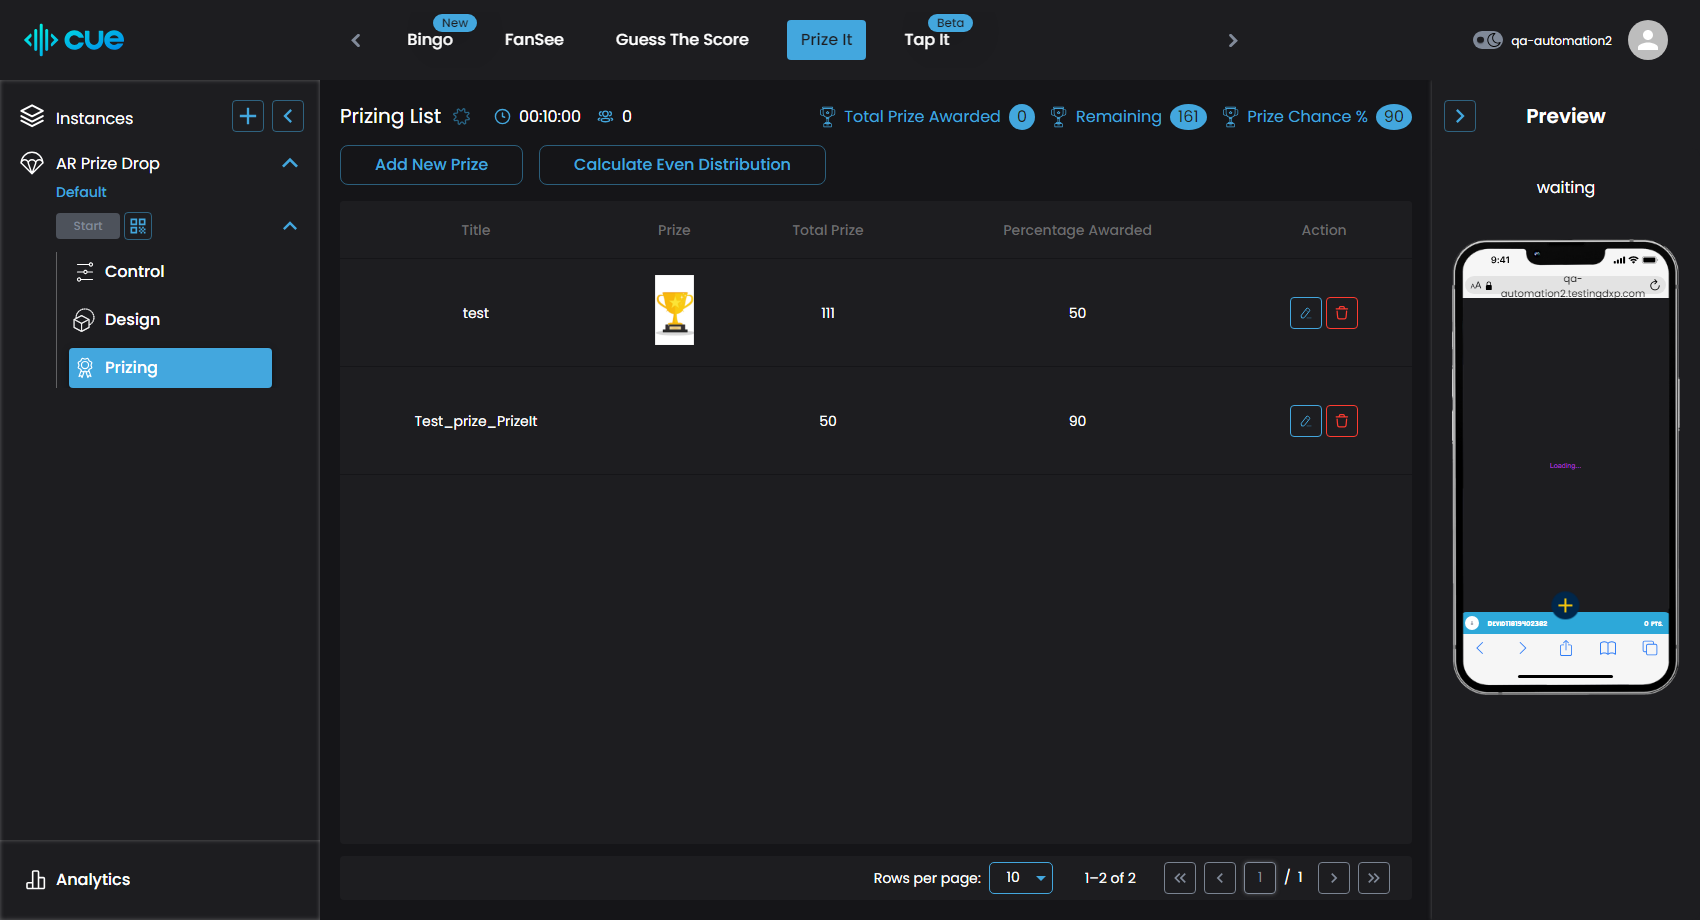 cue
New
Bingo
FanSee
Guess The Score
Prize It
Beta
Tap It
qa-automation2
Instances
AR Prize Drop
Default
Start
Control
Design
Prizing
Analytics
Prizing List
00:10:00
0
Total Prize Awarded 0
Remaining 161
Prize Chance % 90
Add New Prize
Calculate Even Distribution
Title Prize Total Prize Percentage Awarded Action
test 111 50
Test_prize_PrizeIt 50 90
Rows per page: 10 1–2 of 2 1 / 1
Preview
waiting
9:41
AA
qa-
automation2.testingdxp.com
Loading...
0 PTS.